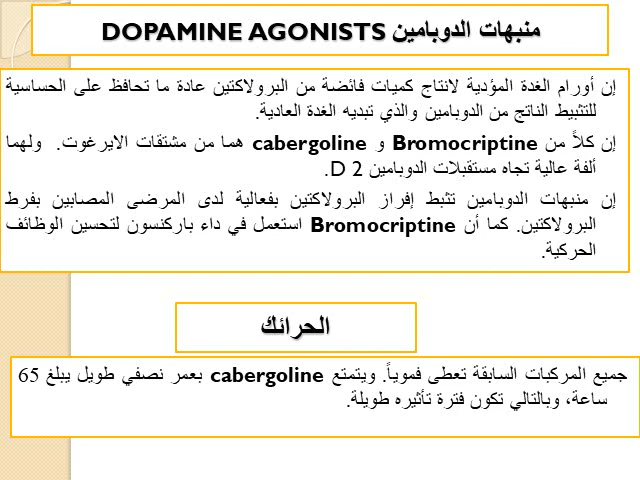 منبهات الدوبامين DOPAMINE AGONISTS
إن أورام الغدة المؤدية لانتاج كميات فائضة من البرولاكتين عادة ما تحافظ على الحساسية
للتثبيط الناتج من الدوبامين والذي تبديه الغدة العادية.
إن كلاً من Bromocriptine و cabergoline هما من مشتقات الايرغوت. ولهما
ألفة عالية تجاه مستقبلات الدوبامين D 2.
إن منبهات الدوبامين تثبط إفراز البرولاكتين بفعالية لدى المرضى المصابين بفرط
البرولاكتين. كما أن Bromocriptine استعمل في داء باركنسون لتحسين الوظائف
الحركية.
الحرائك
جميع المركبات السابقة تعطى فموياً. ويتمتع cabergoline بعمر نصفي طويل يبلغ 65
ساعة، وبالتالي تكون فترة تأثيره طويلة.